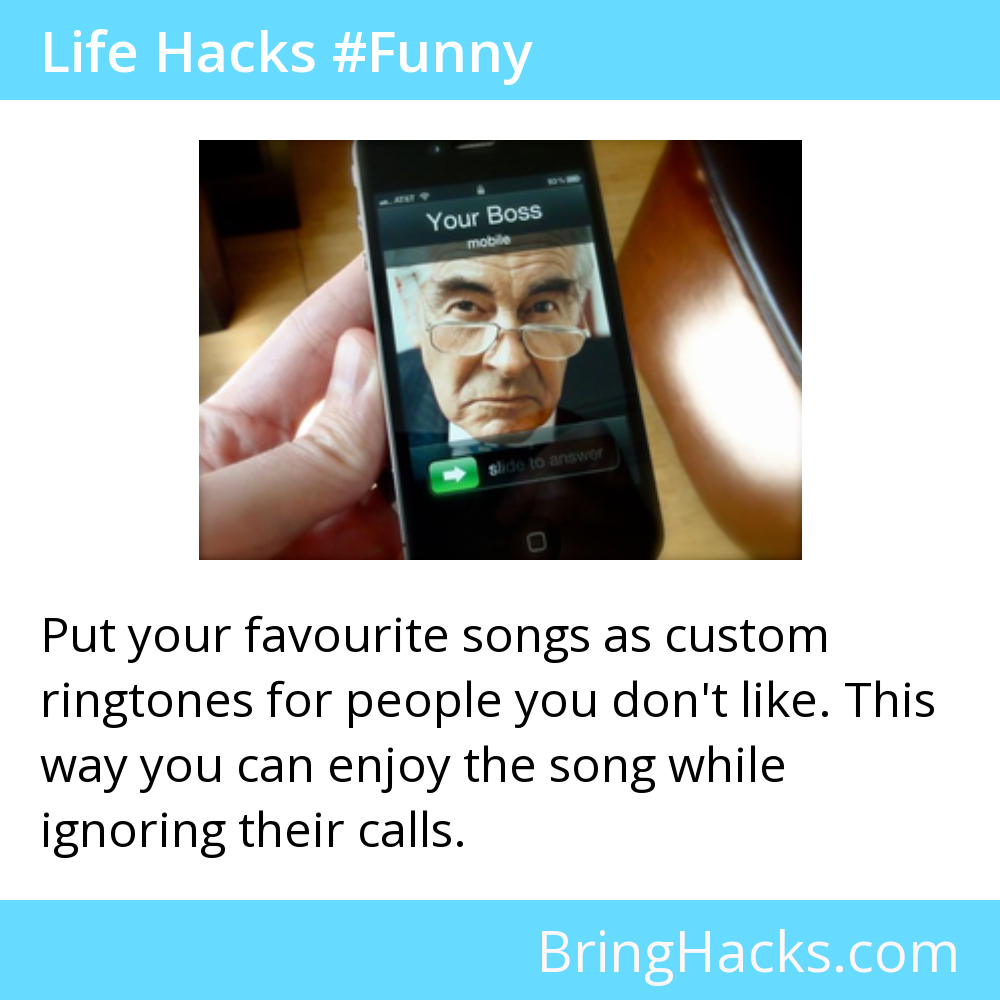 Life Hacks #Funny
AT&T
93%
Your Boss
mobile
slide to answer
Put your favourite songs as custom
ringtones for people you don't like. This
way you can enjoy the song while
ignoring their calls.
BringHacks.com